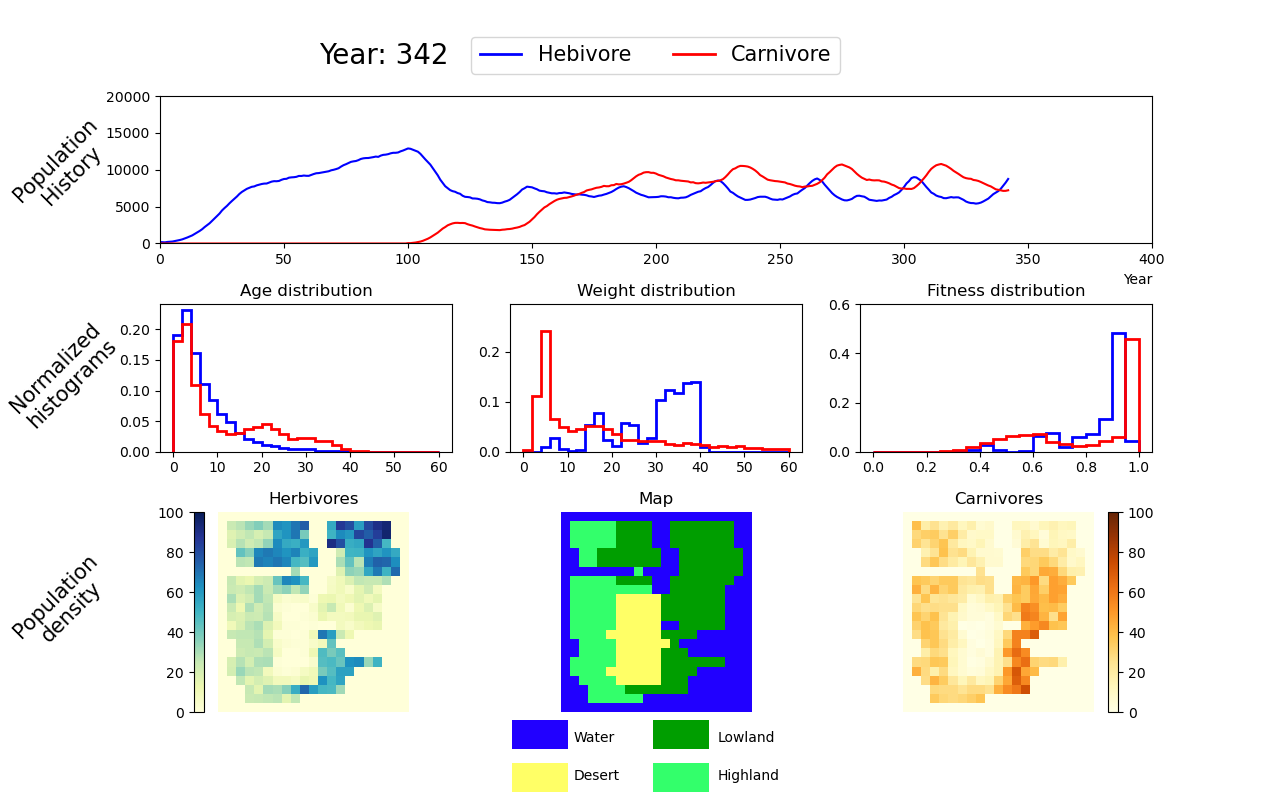 Year: 342
Hebivore Carnivore
Population
History
20000
15000
10000
5000
0
0 50 100 150 200 250 300 350 400
Year
Normalized
histograms
Age distribution
0.20
0.15
0.10
0.05
0.00
0 10 20 30 40 50 60
Weight distribution
0.2
0.1
0.0
0 10 20 30 40 50 60
Fitness distribution
0.6
0.4
0.2
0.0
0.0 0.2 0.4 0.6 0.8 1.0
Population
density
Herbivores
100
80
60
40
20
0
Map
Carnivores
100
80
60
40
20
0
Water Lowland
Desert Highland